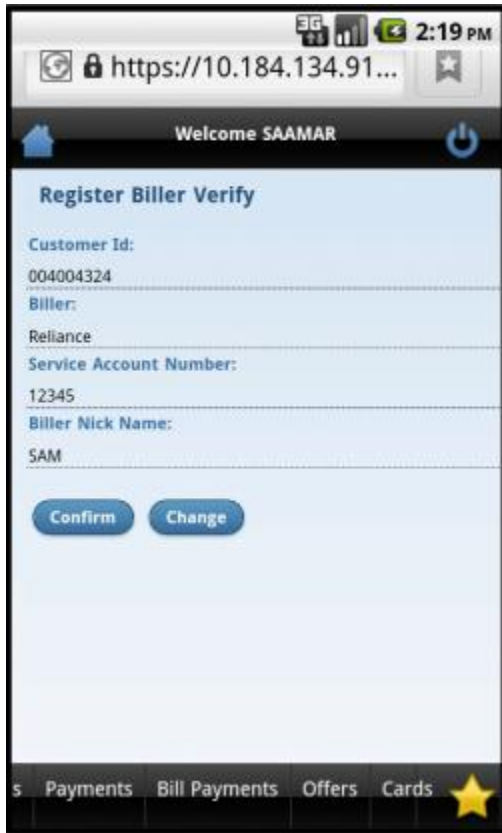 3G 2:19 PM
https://10.184.134.91...
Welcome SAAMAR
Register Biller Verify
Customer Id:
004004324
Biller:
Reliance
Service Account Number:
12345
Biller Nick Name:
SAM
Confirm Change
s Payments Bill Payments Offers Cards